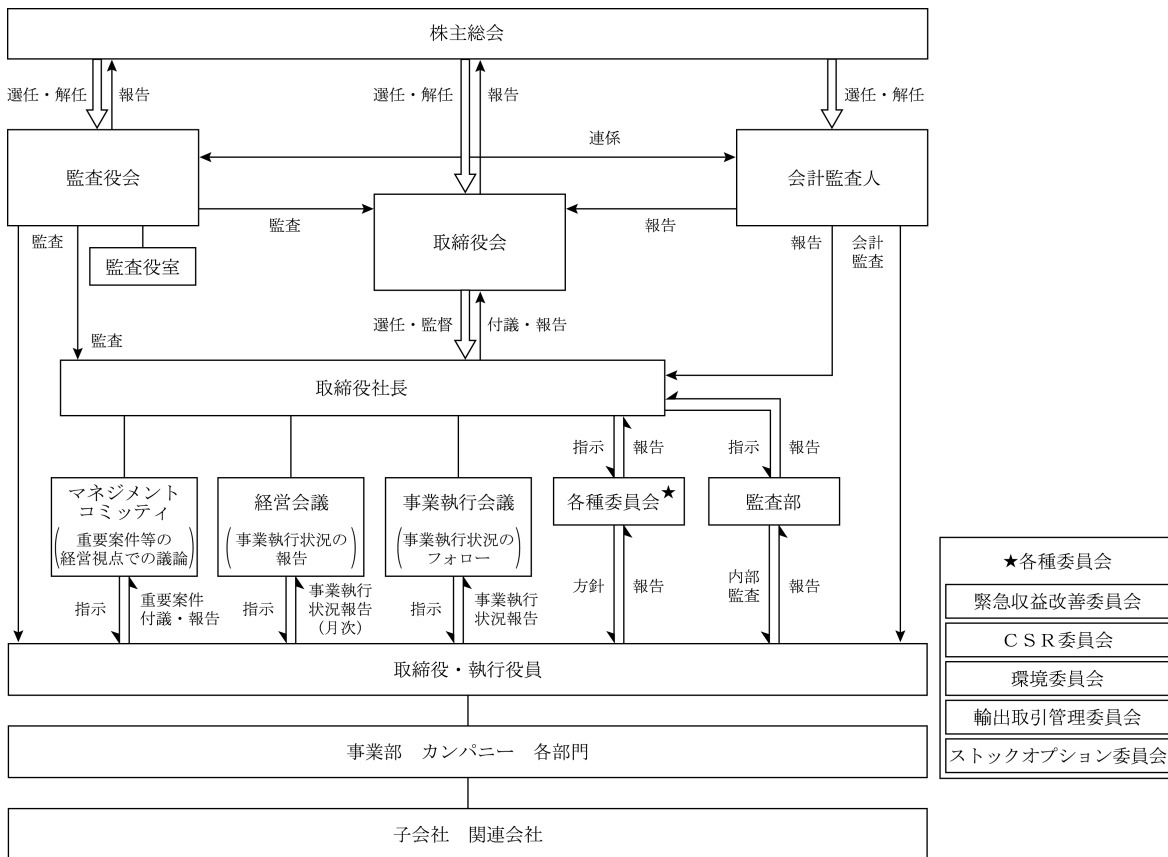 株主総会
選任・解任
報告
選任・解任
報告
選任・解任
連係
監査役会
会計監査人
監査
取締役会
報告
監査
監査役室
報告
会計
監査
選任・監督
付議・報告
監査
取締役社長
指示
報告
指示
報告
マネジメント
コミッティ
(重要案件等の
経営視点での議論)
経営会議
(事業執行状況の
報告)
事業執行会議
(事業執行状況の
フォロー)
各種委員会★
監査部
指示
重要案件
付議・報告
指示
事業執行
状況報告
(月次)
指示
事業執行
状況報告
方針
報告
内部
監査
報告
取締役・執行役員
事業部 カンパニー 各部門
子会社 関連会社
★各種委員会
緊急収益改善委員会
CSR委員会
環境委員会
輸出取引管理委員会
ストックオプション委員会